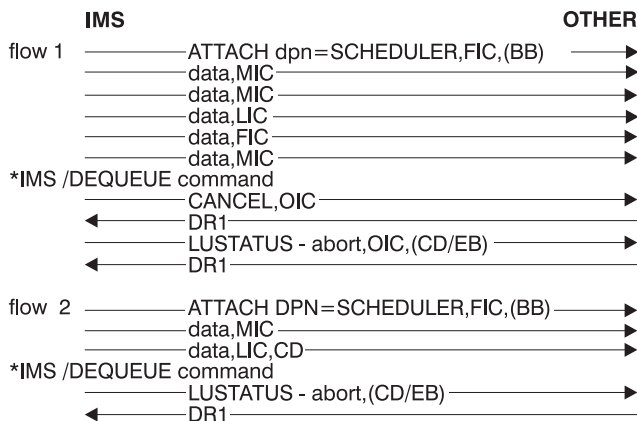 IMS OTHER
flow 1 ATTACH dpn=SCHEDULER,FIC,(BB)
data,MIC
data,MIC
data,LIC
data,FIC
data,MIC
*IMS /DEQUEUE command
CANCEL,OIC
DR1
LUSTATUS - abort,OIC,(CD/EB)
DR1
flow 2 ATTACH DPN=SCHEDULER,FIC,(BB)
data,MIC
data,LIC,CD
*IMS /DEQUEUE command
LUSTATUS - abort,(CD/EB)
DR1